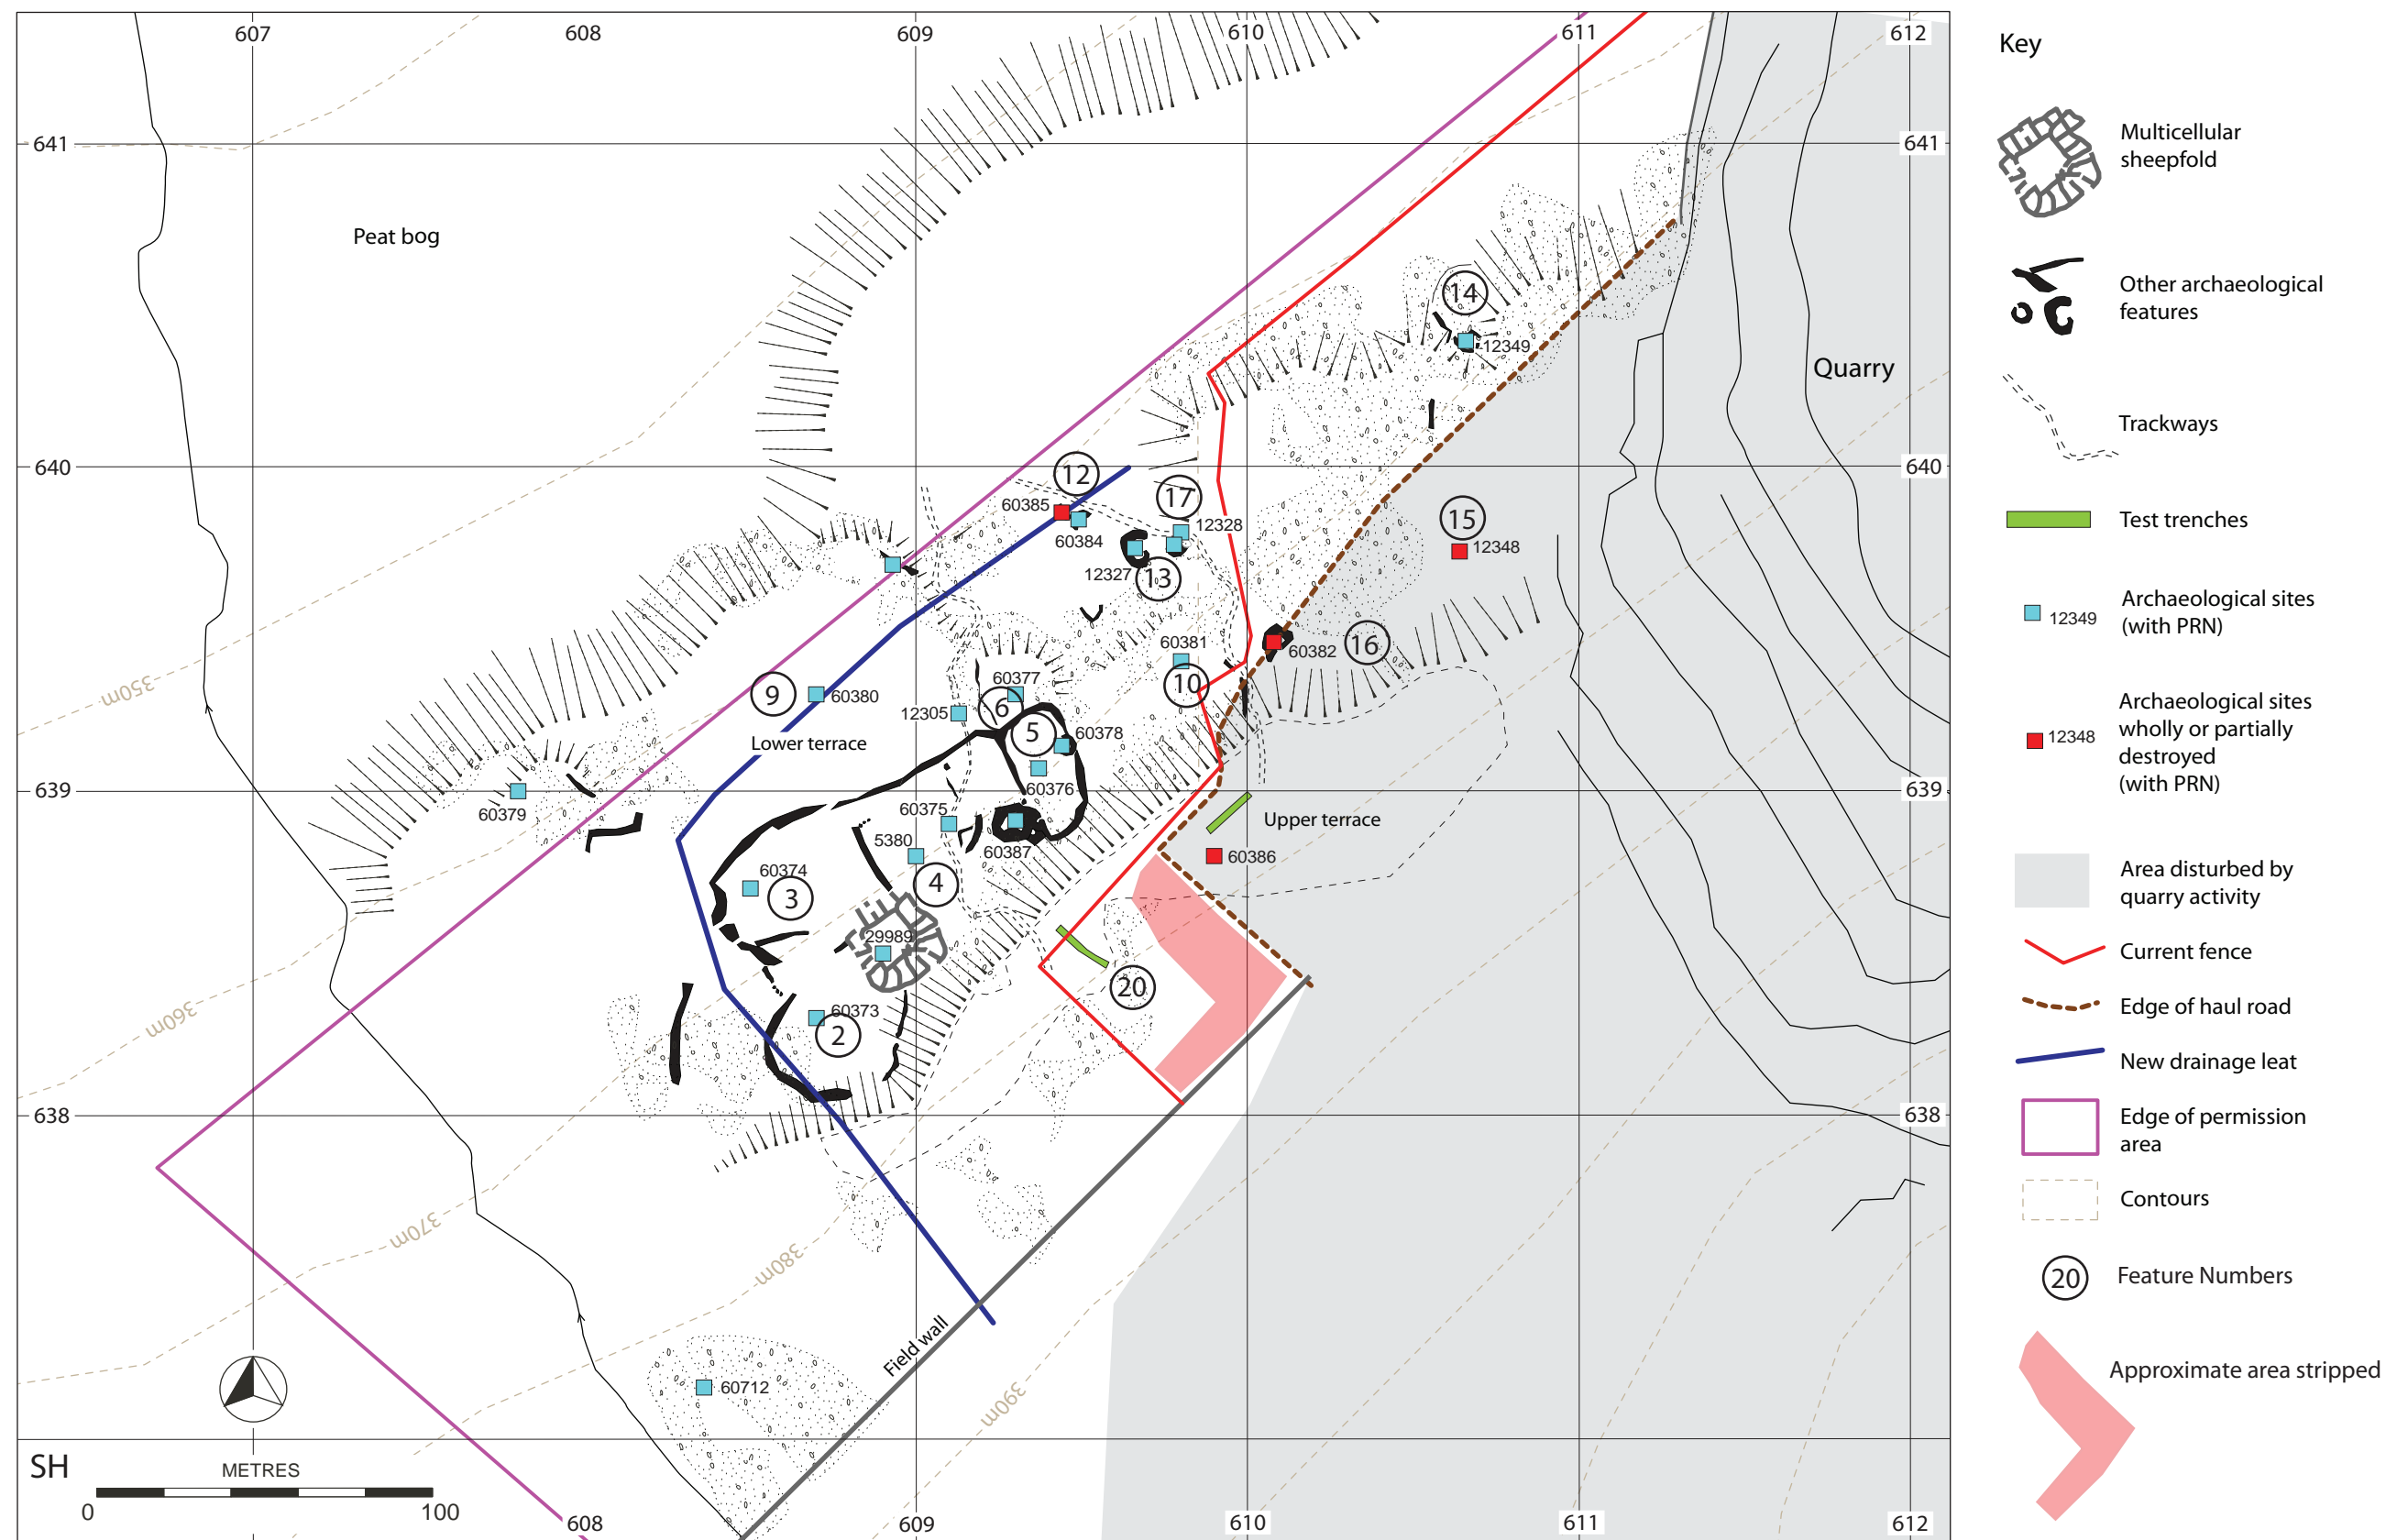 607
608
609
610
611
612
Key
Multicellular
sheepfold
641
641
Peat bog
Other archaeological
features
14
12349
Quarry
Trackways
640
640
12
17
60385
12328
15
12348
60384
12327
13
Test trenches
Archaeological sites
(with PRN)
12349
60381
60382
16
10
60377
9
60380
6
12305
5
60378
Lower terrace
350m
Archaeological sites
wholly or partially
destroyed
(with PRN)
12348
639
639
60376
60379
60375
Upper terrace
5380
60387
60386
60374
3
4
Area disturbed by
quarry activity
29989
Current fence
20
360m
60373
2
Edge of haul road
New drainage leat
638
638
Edge of permission
area
370m
380m
Contours
20
Feature Numbers
Field wall
60712
390m
Approximate area stripped
SH
METRES
0
100
608
609
610
611
612